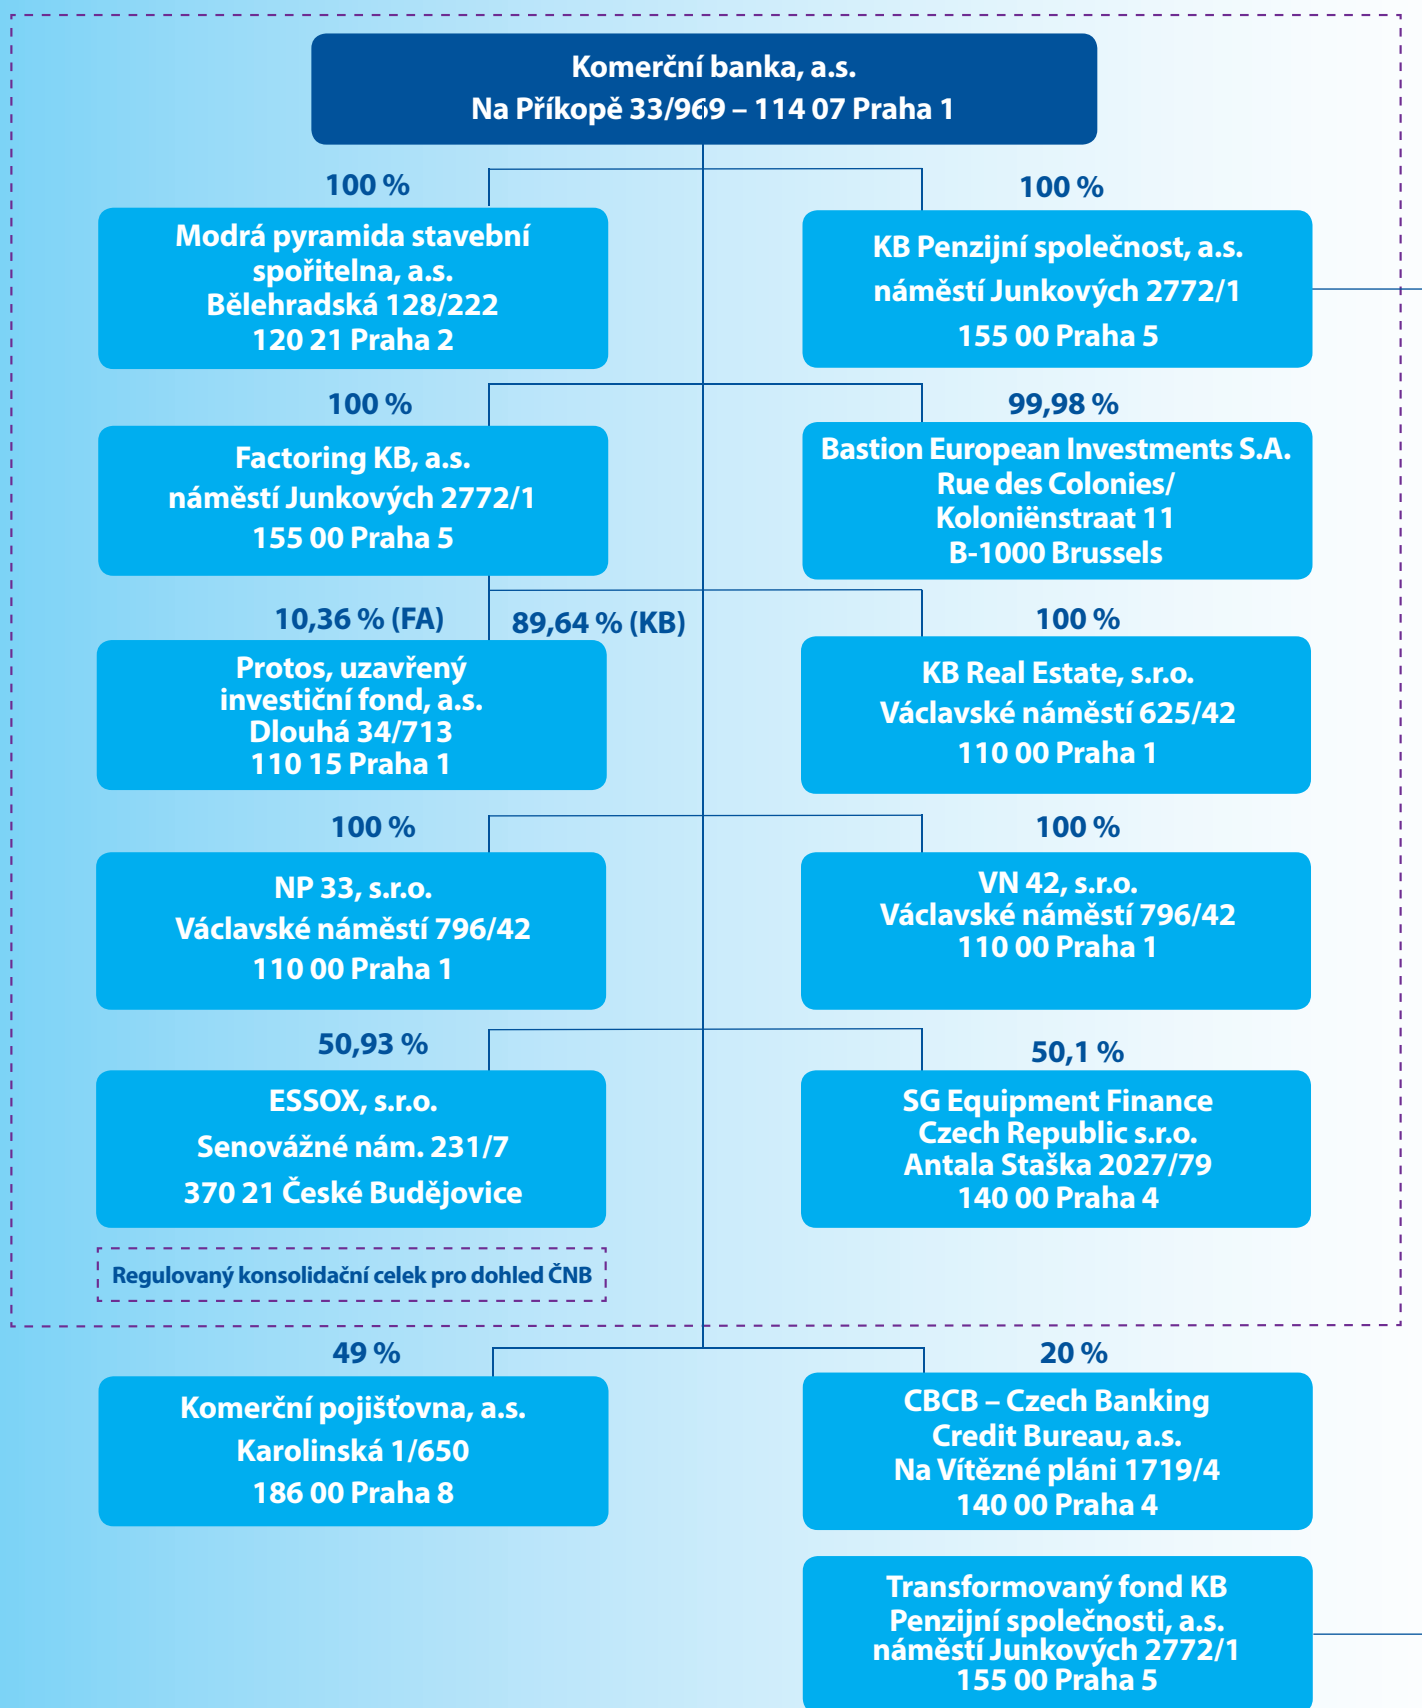 Komerční banka, a.s.
Na Příkopě 33/969 – 114 07 Praha 1
100 %
Modrá pyramida stavební
spořitelna, a.s.
Bělehradská 128/222
120 21 Praha 2
100 %
KB Penzijní společnost, a.s.
náměstí Junkových 2772/1
155 00 Praha 5
100 %
Factoring KB, a.s.
náměstí Junkových 2772/1
155 00 Praha 5
99,98 %
Bastion European Investments S.A.
Rue des Colonies/
Koloniënstraat 11
B-1000 Brussels
10,36 % (FA)
89,64 % (KB)
Protos, uzavřený
investiční fond, a.s.
Dlouhá 34/713
110 15 Praha 1
100 %
KB Real Estate, s.r.o.
Václavské náměstí 625/42
110 00 Praha 1
100 %
NP 33, s.r.o.
Václavské náměstí 796/42
110 00 Praha 1
100 %
VN 42, s.r.o.
Václavské náměstí 796/42
110 00 Praha 1
50,93 %
ESSOX, s.r.o.
Senovážné nám. 231/7
370 21 České Budějovice
50,1 %
SG Equipment Finance
Czech Republic s.r.o.
Antala Staška 2027/79
140 00 Praha 4
Regulovaný konsolidační celek pro dohled ČNB
49 %
Komerční pojišťovna, a.s.
Karolinská 1/650
186 00 Praha 8
20 %
CBCB – Czech Banking
Credit Bureau, a.s.
Na Vítězné pláni 1719/4
140 00 Praha 4
Transformovaný fond KB
Penzijní společnosti, a.s.
náměstí Junkových 2772/1
155 00 Praha 5